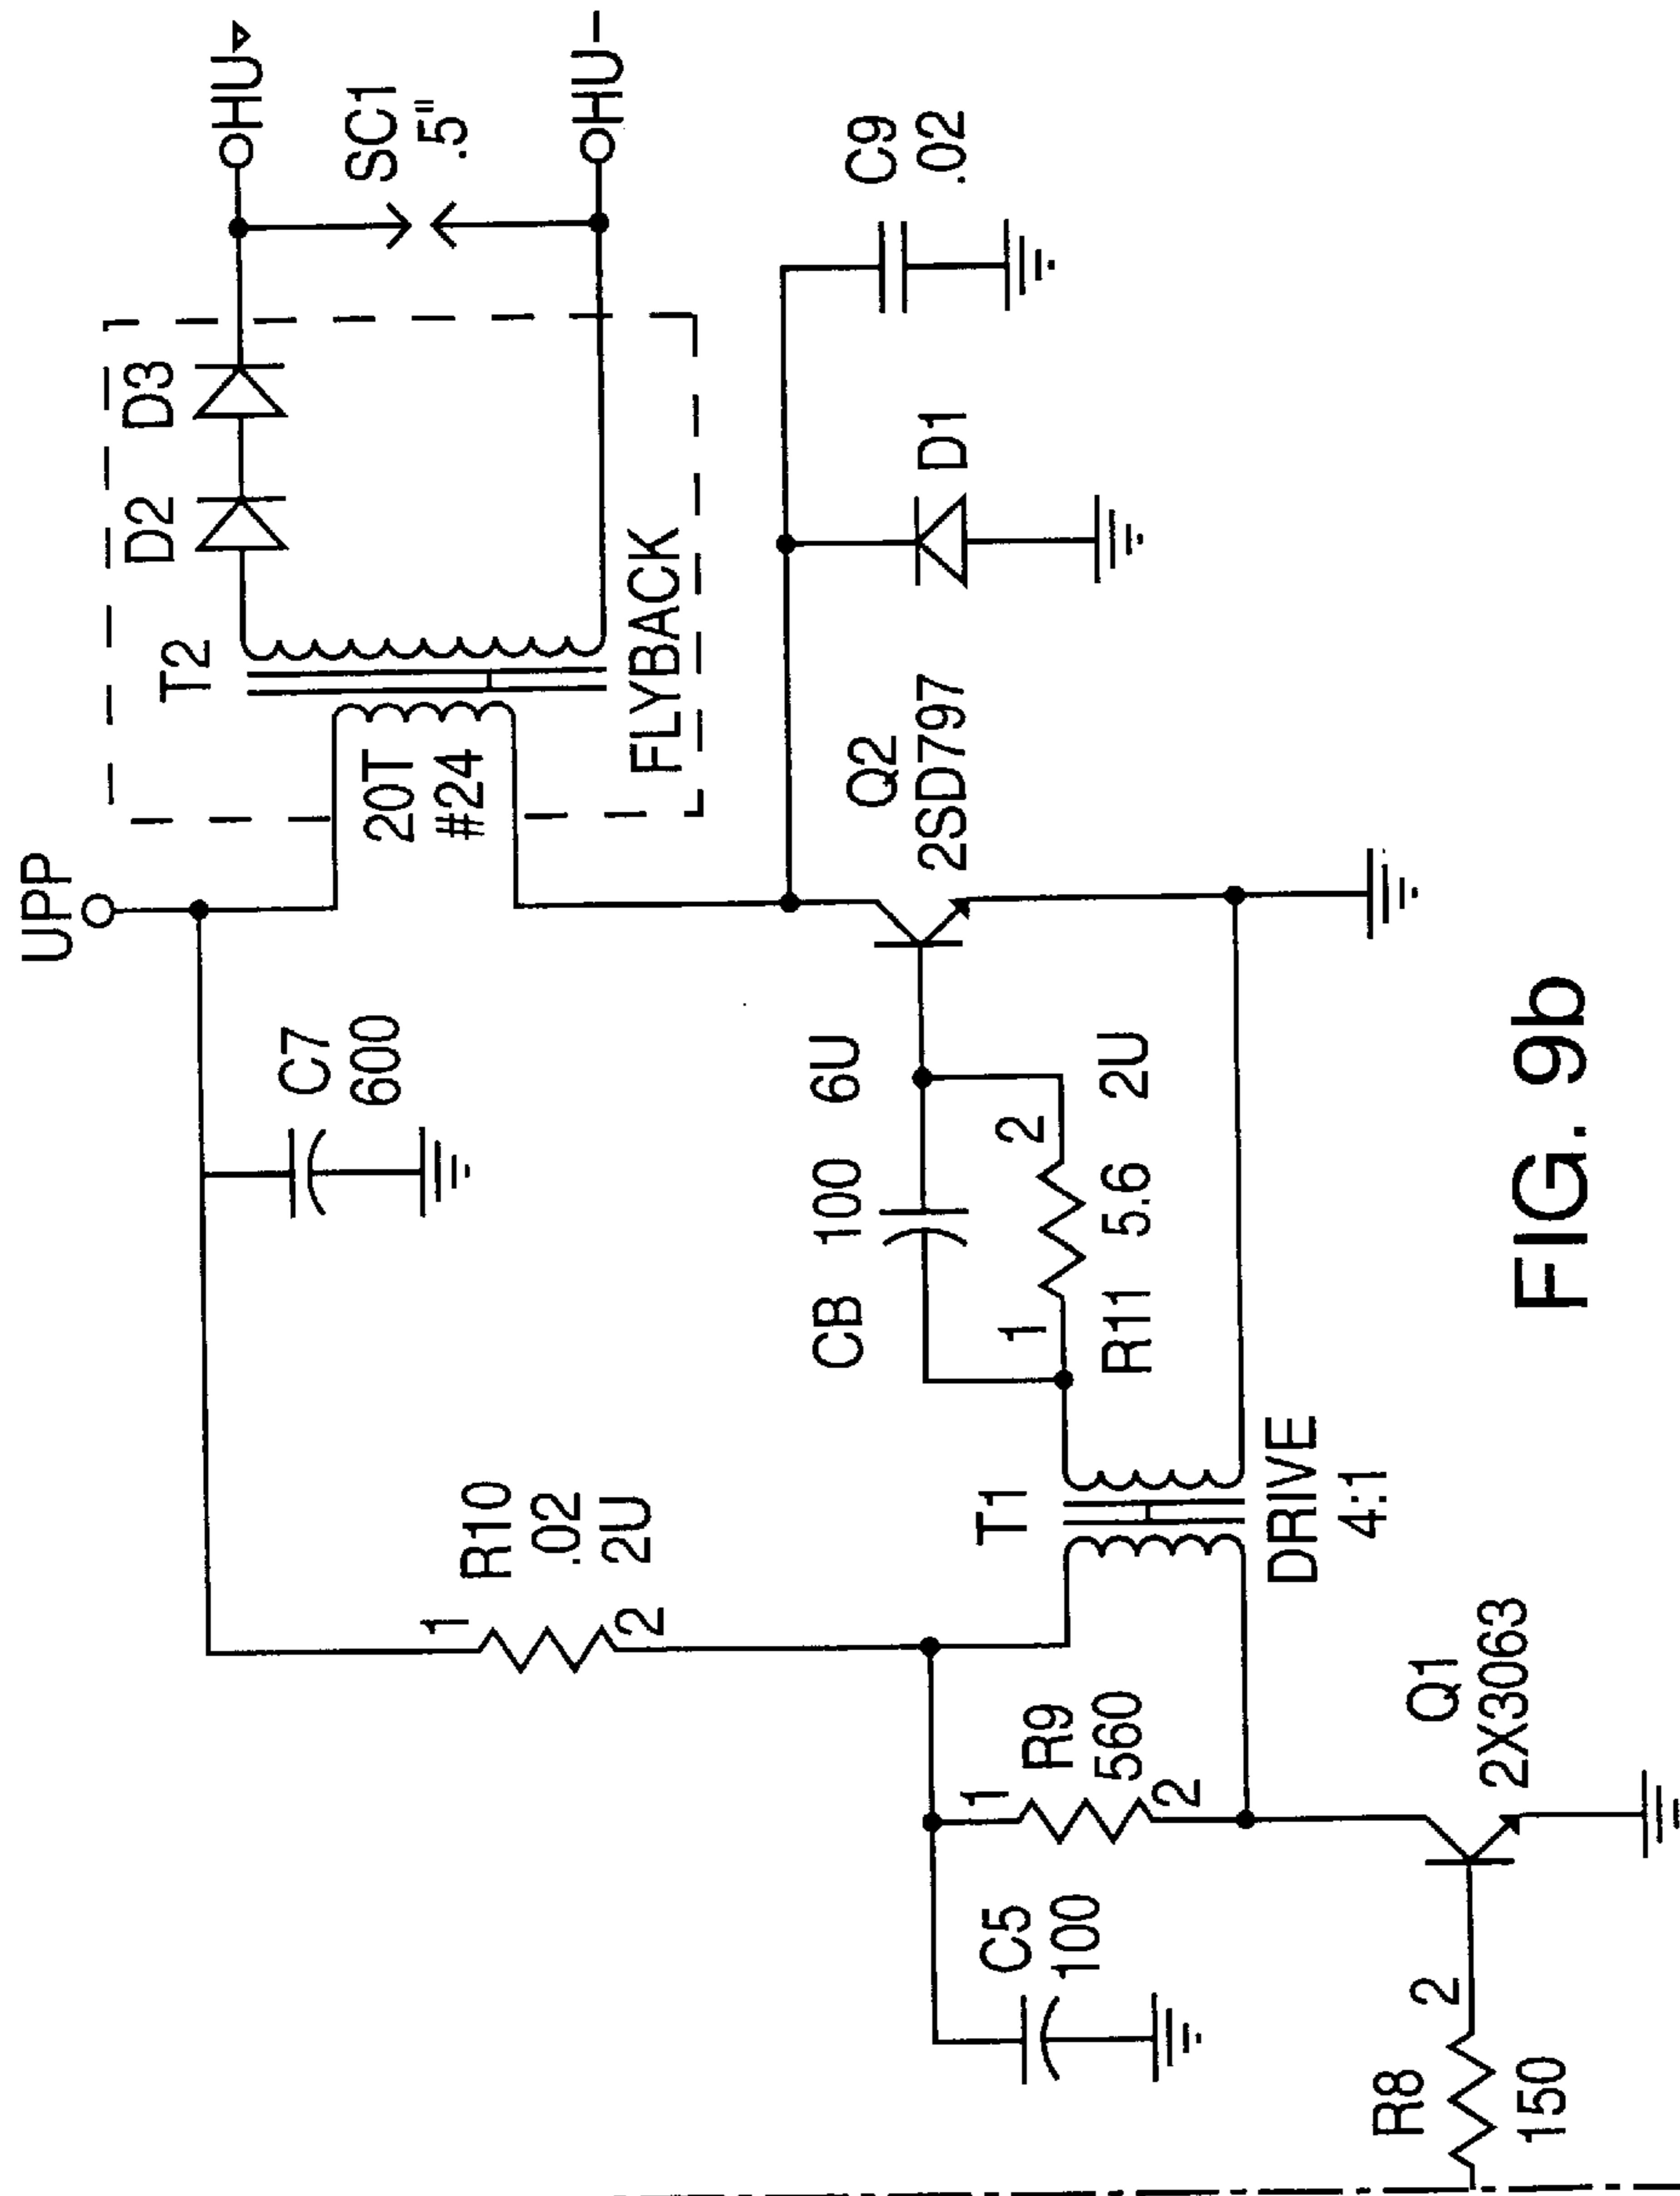 UPP
HU
HU-
SC1
.5"
D2
D3
T2
20T
#24
FLYBACK
C7
600
R10
.02
2U
1
2
C9
.02
D1
Q2
2SD797
CB 100 6U
1
2
R11 5.6 2U
T1
DRIVE
4:1
C5
100
R9
560
1
2
Q1
2X3063
R8
150
2
FIG. 9b